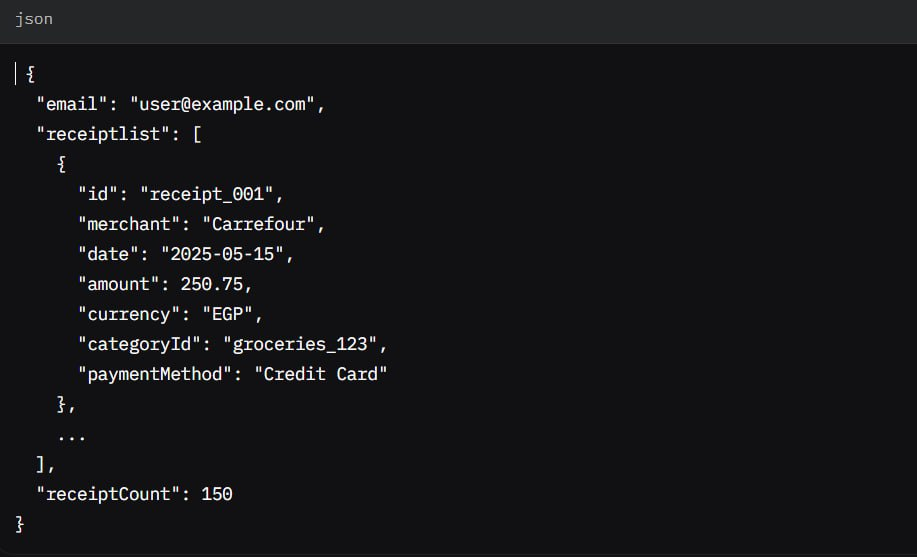 json
{
  "email": "user@example.com",
  "receiptlist": [
    {
      "id": "receipt_001",
      "merchant": "Carrefour",
      "date": "2025-05-15",
      "amount": 250.75,
      "currency": "EGP",
      "categoryId": "groceries_123",
      "paymentMethod": "Credit Card"
    },
    ...
  ],
  "receiptCount": 150
}